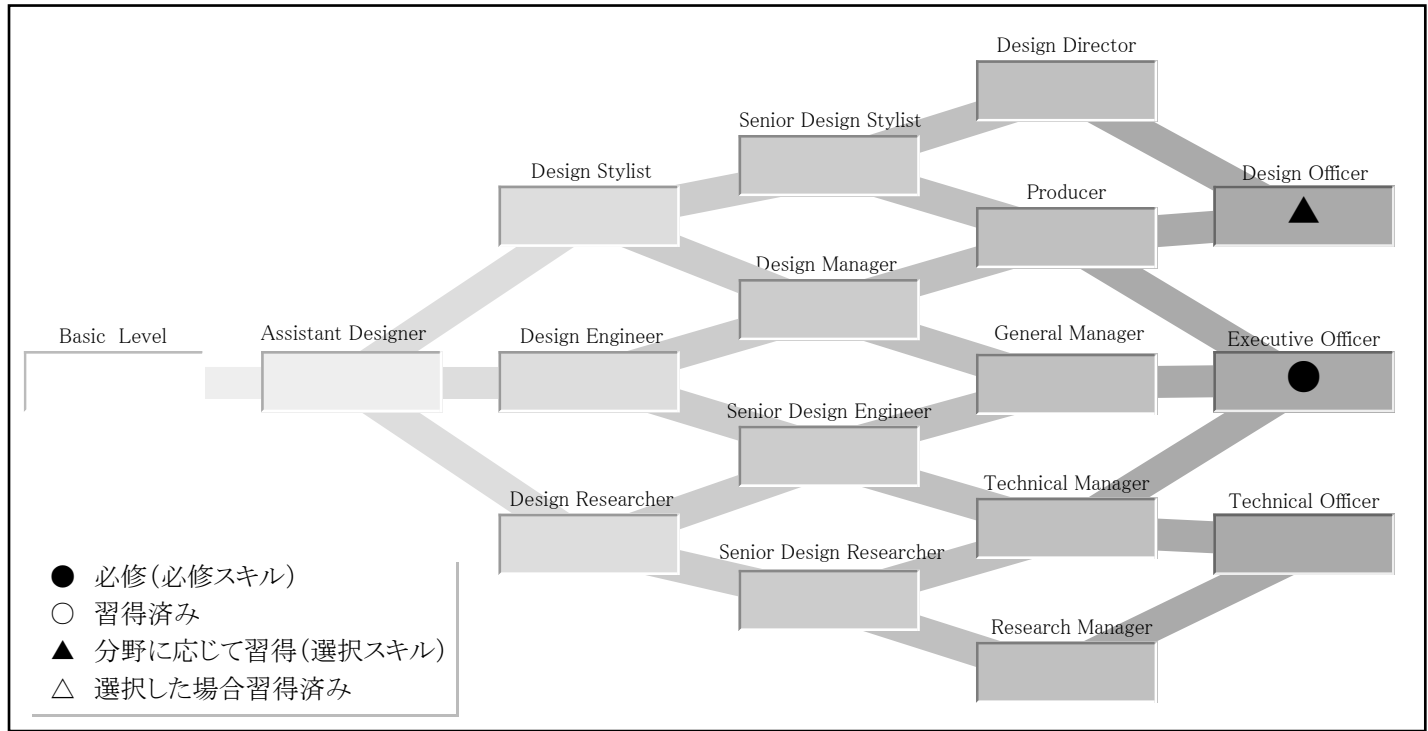 Design Director
Senior Design Stylist
Design Stylist
Design Officer
▲
Producer
Design Manager
Basic Level
Assistant Designer
Design Engineer
General Manager
Executive Officer
●
Senior Design Engineer
Technical Manager
Design Researcher
Technical Officer
Senior Design Researcher
Research Manager
● 必修(必修スキル)
○ 習得済み
▲ 分野に応じて習得(選択スキル)
△ 選択した場合習得済み